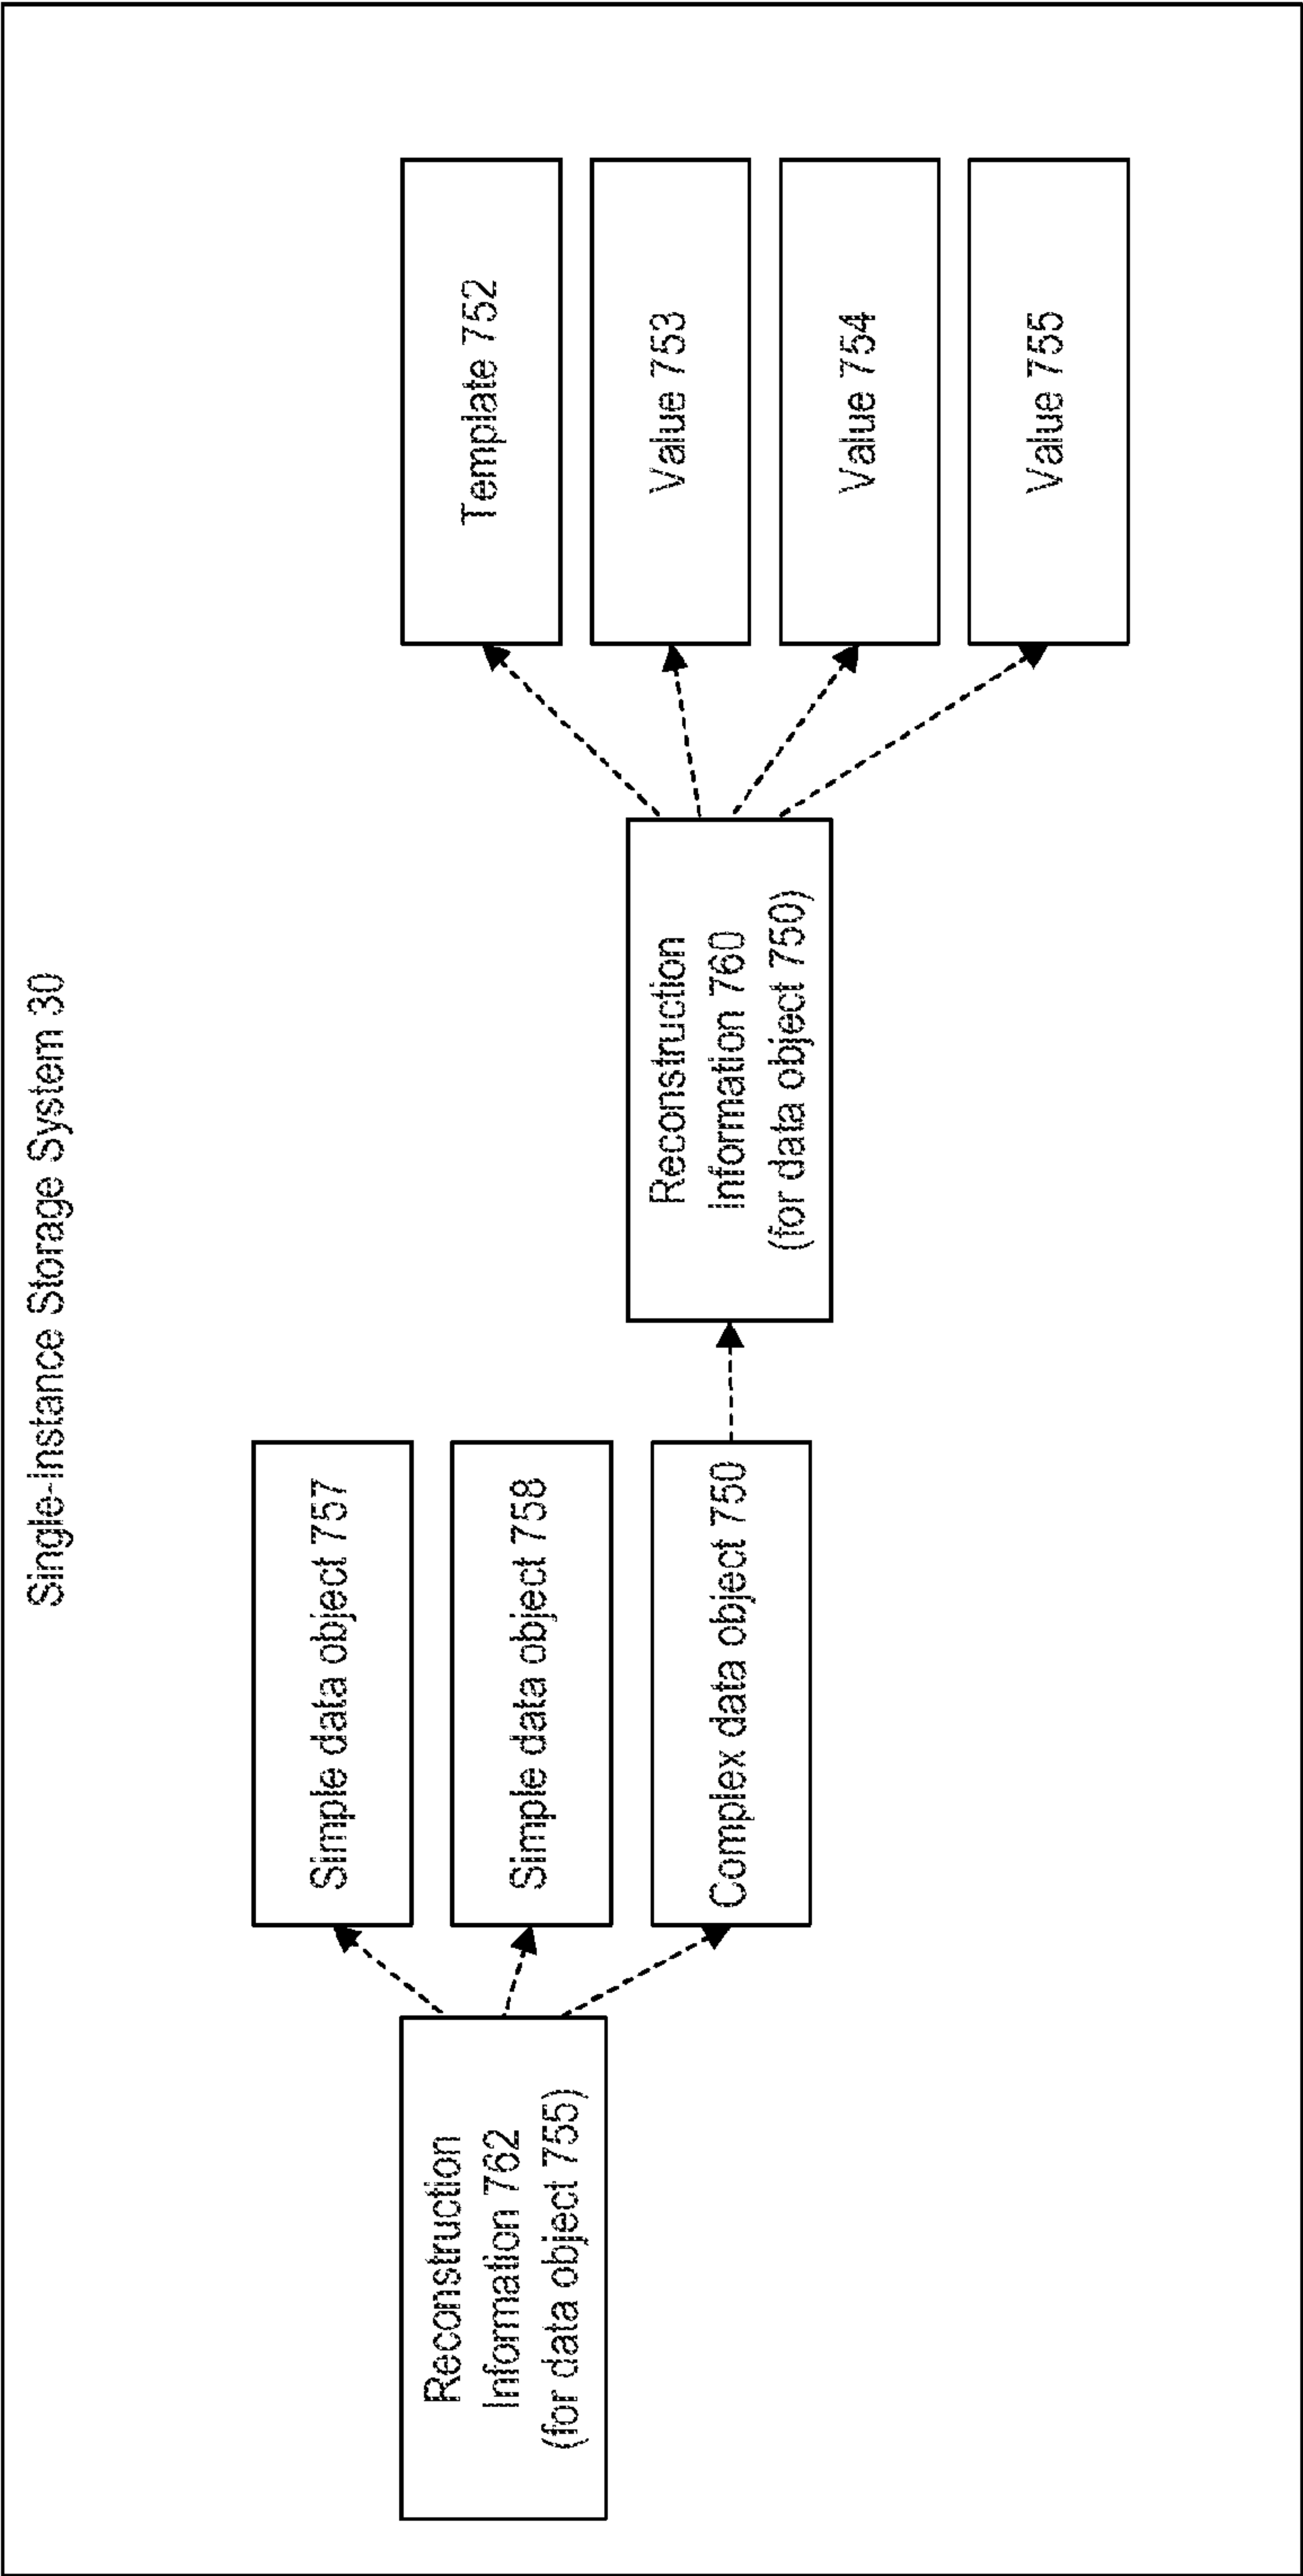 Single-Instance Storage System 30
Reconstruction
Information 762
(for data object 755)
Simple data object 757
Simple data object 758
Complex data object 750
Reconstruction
Information 760
(for data object 750)
Template 752
Value 753
Value 754
Value 755